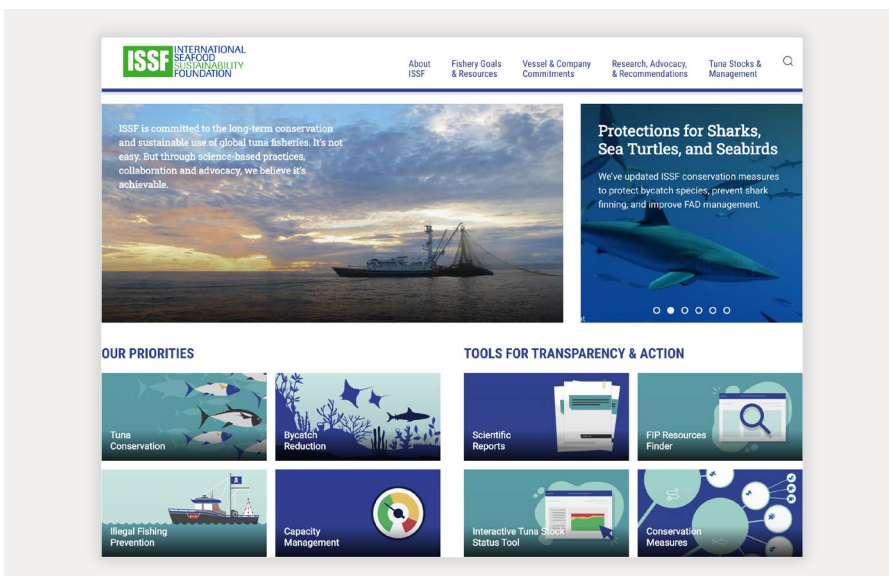 ISSF
INTERNATIONAL
SEAFOOD
SUSTAINABILITY
FOUNDATION
About
ISSF
Fishery Goals
& Resources
Vessel & Company
Commitments
Research, Advocacy,
& Recommendations
Tuna Stocks &
Management
ISSF is committed to the long-term conservation
and sustainable use of global tuna fisheries. It's not
easy. But through science-based practices,
collaboration and advocacy, we believe it's
achievable.
Protections for Sharks,
Sea Turtles, and Seabirds
We've updated ISSF conservation measures
to protect bycatch species, prevent shark
finning, and improve FAD management.
OUR PRIORITIES
Tuna
Conservation
Bycatch
Reduction
Illegal Fishing
Prevention
Capacity
Management
TOOLS FOR TRANSPARENCY & ACTION
Scientific
Reports
FIP Resources
Finder
Interactive Tuna Stock
Status Tool
Conservation
Measures